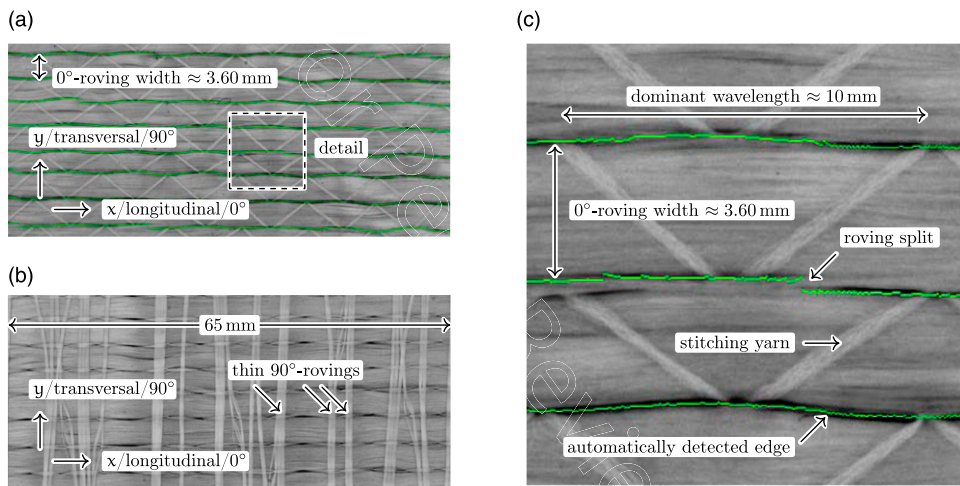 (a)
0°-roving width ≈ 3.60 mm
y/transversal/90°
detail
x/longitudinal/0°
(b)
65 mm
thin 90°-rovings
y/transversal/90°
x/longitudinal/0°
(c)
dominant wavelength ≈ 10 mm
0°-roving width ≈ 3.60 mm
roving split
stitching yarn
automatically detected edge